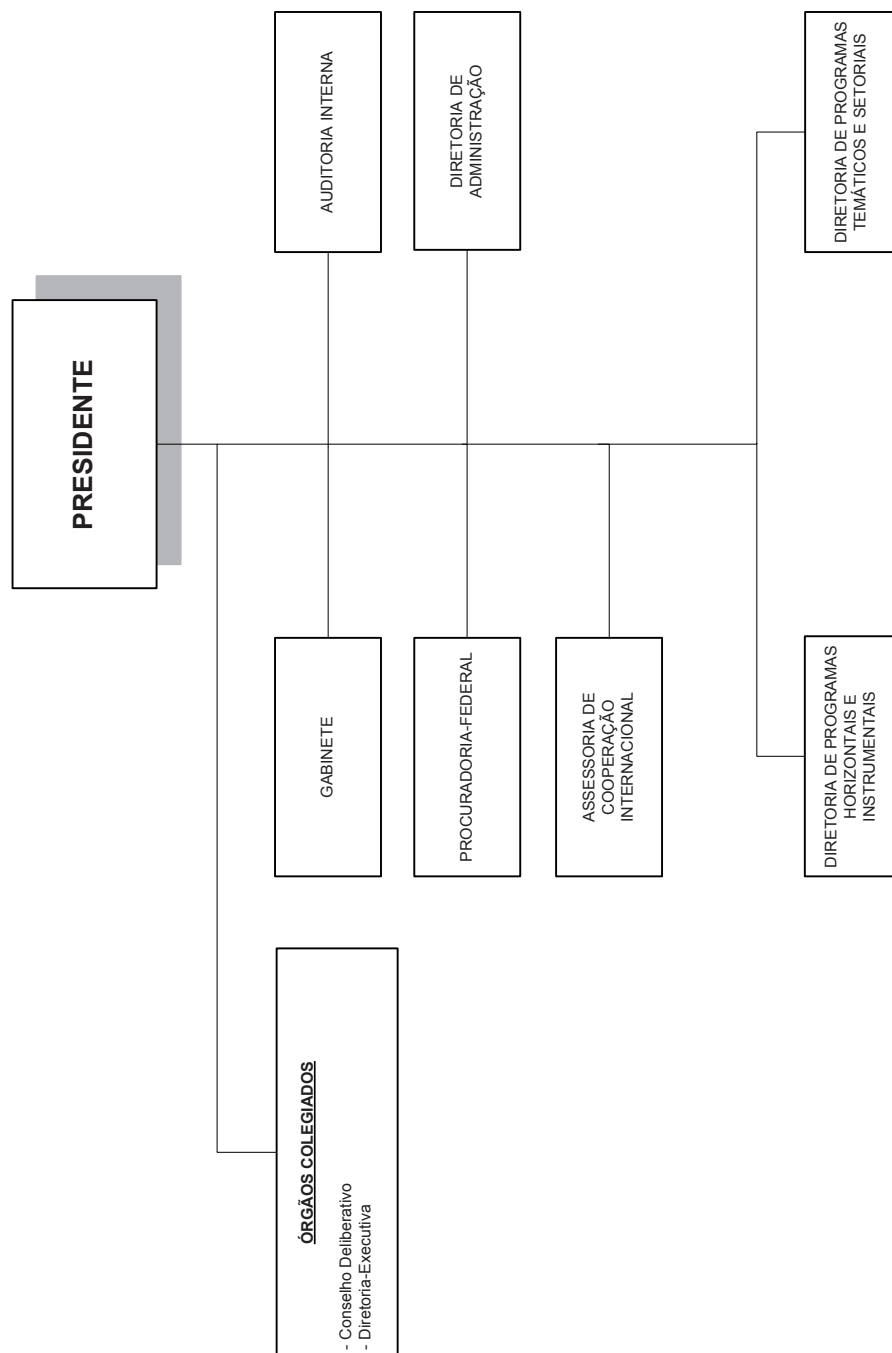 PRESIDENTE
ÓRGÃOS COLEGIADOS
- Conselho Deliberativo
- Diretoria-Executiva
GABINETE
AUDITORIA INTERNA
PROCURADORIA-FEDERAL
DIRETORIA DE
ADMINISTRAÇÃO
ASSESSORIA DE
COOPERAÇÃO
INTERNACIONAL
DIRETORIA DE PROGRAMAS
HORIZONTAIS E
INSTRUMENTAIS
DIRETORIA DE PROGRAMAS
TEMÁTICOS E SETORIAIS